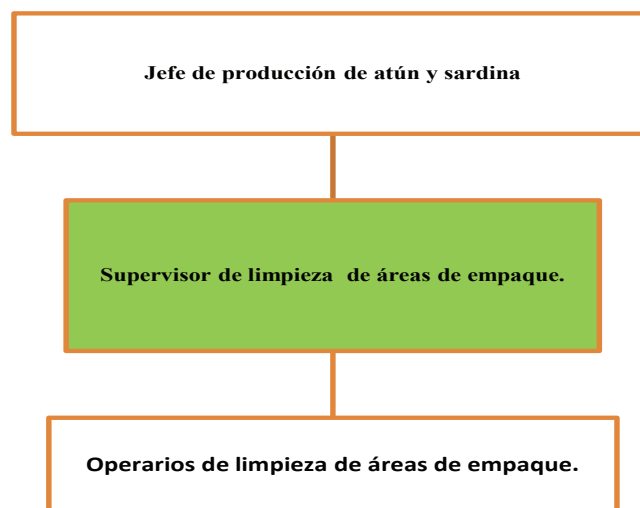 Jefe de producción de atún y sardina
Supervisor de limpieza  de áreas de empaque.
Operarios de limpieza de áreas de empaque.